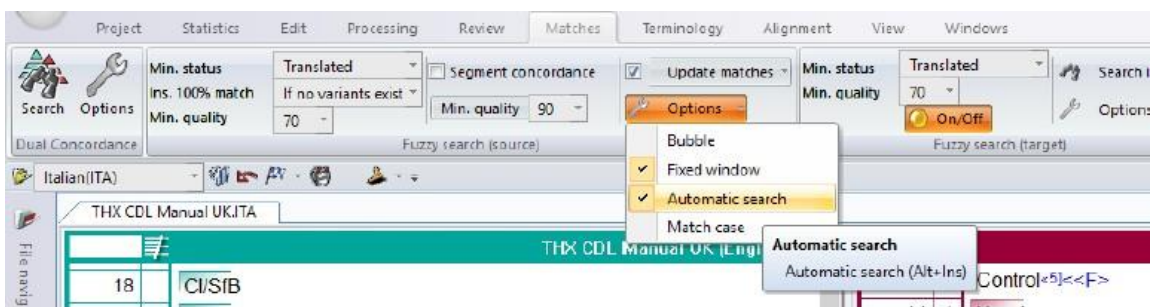 Project Statistics Edit Processing Review Matches Terminology Alignment View Windows
Min. status Translated Segment concordance Update matches Min. status Translated Search
Ins. 100% match If no variants exist
Search Options Min. quality 70 Min. quality 90 Options Min. quality 70 On/Off Options
Dual Concordance Fuzzy search (source) Fuzzy search (target)
Bubble
Italian(ITA) Fixed window
Automatic search
THX CDL Manual UK.ITA Match case
THX CDL Manual UK (Engl
Automatic search
Automatic search (Alt+Ins)
File navig
18 CI/SfB Control<5]<<F>